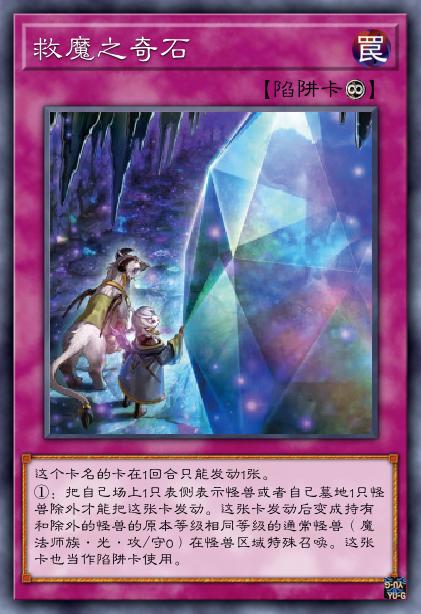 救魔之奇石
罠
【陷阱卡♾】
这个卡名的卡在1回合只能发动1张。
①：把自己场上1只表侧表示怪兽或者自己墓地1只怪
兽除外才能把这张卡发动。这张卡发动后变成持有
和除外的怪兽的原本等级相同等级的通常怪兽（魔
法师族·光·攻/守0）在怪兽区域特殊召唤。这张
卡也当作陷阱卡使用。